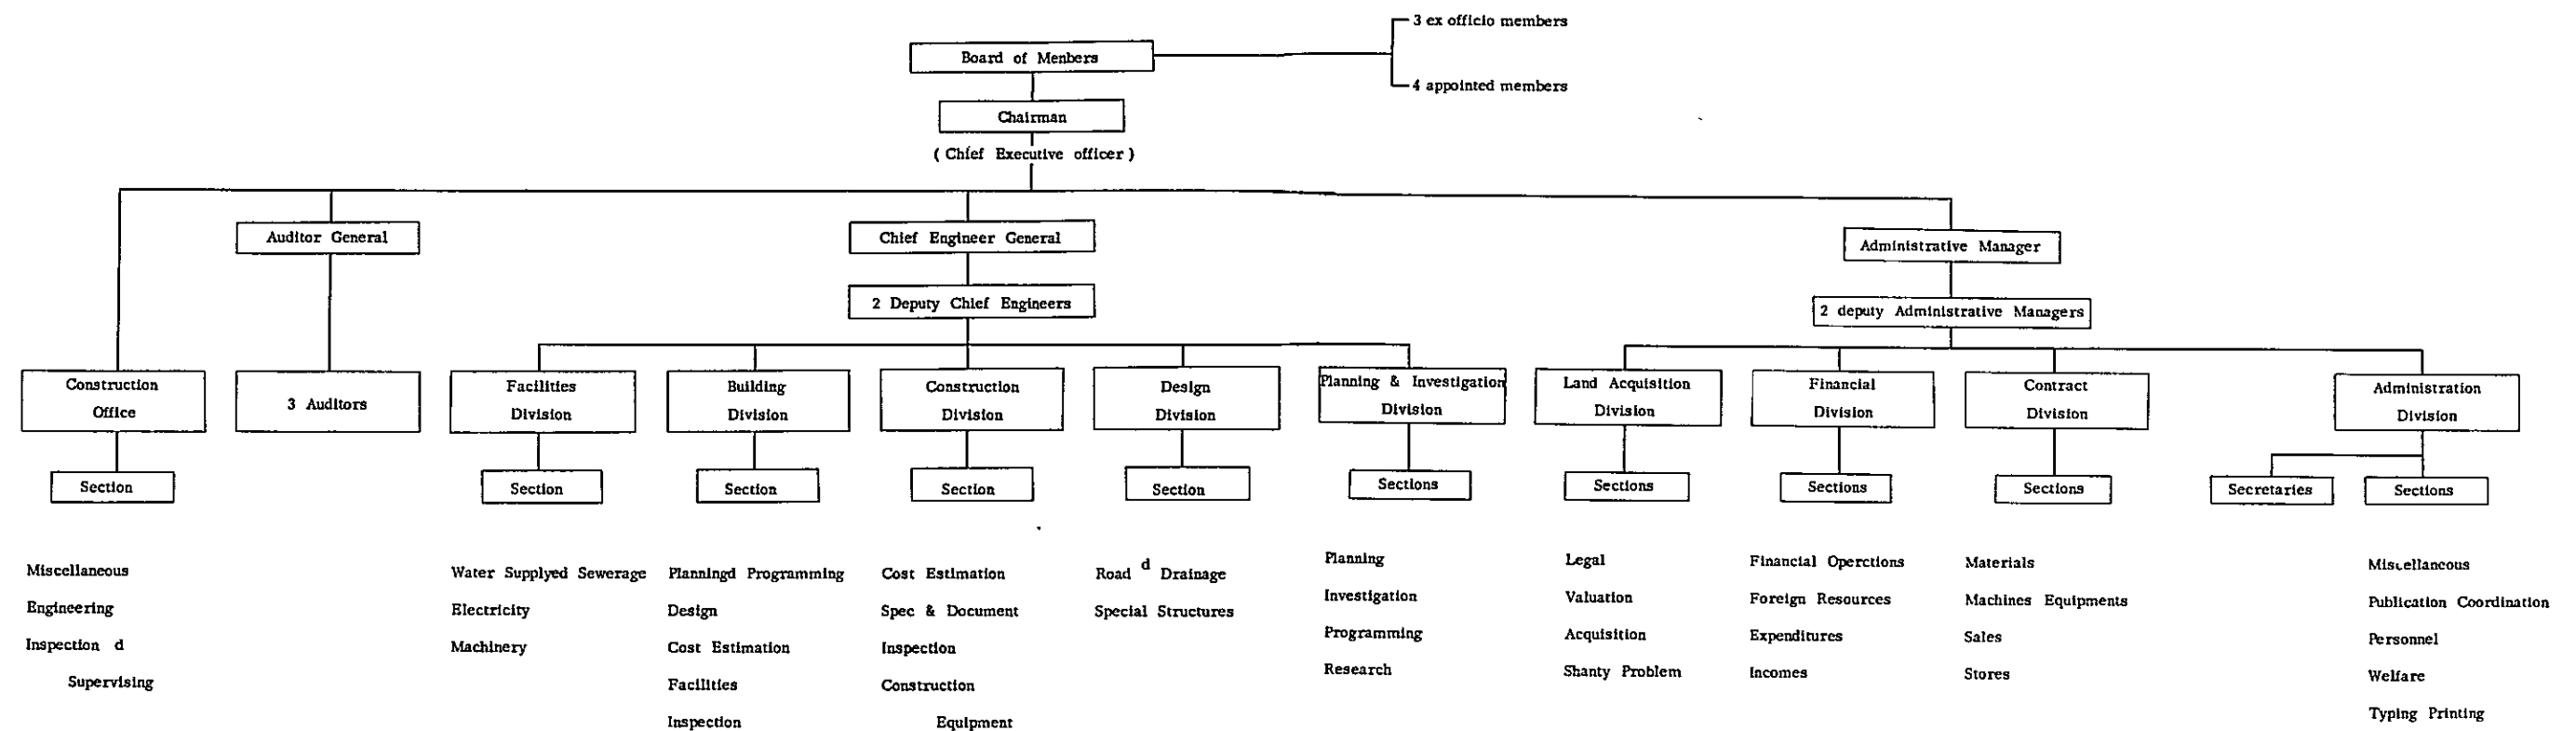 3 ex officio members
Board of Menbers
4 appointed members
Chairman
( Chief Executive officer )
Auditor General
Chief Engineer General
Administrative Manager
2 Deputy Chief Engineers
2 deputy Administrative Managers
Construction
Office
3 Auditors
Facilities
Division
Building
Division
Construction
Division
Design
Division
Planning & Investigation
Division
Land Acquisition
Division
Financial
Division
Contract
Division
Administration
Division
Section
Section
Section
Section
Section
Sections
Sections
Sections
Sections
Secretaries
Sections
Miscellaneous
Engineering
Inspection d
Supervising
Water Supplyed Sewerage
Electricity
Machinery
Planningd Programming
Design
Cost Estimation
Facilities
Inspection
Cost Estimation
Spec & Document
Inspection
Construction
Equipment
Road d Drainage
Special Structures
Planning
Investigation
Programming
Research
Legal
Valuation
Acquisition
Shanty Problem
Financial Operctions
Foreign Resources
Expenditures
Incomes
Materials
Machines Equipments
Sales
Stores
Miscellaneous
Publication Coordination
Personnel
Welfare
Typing Printing